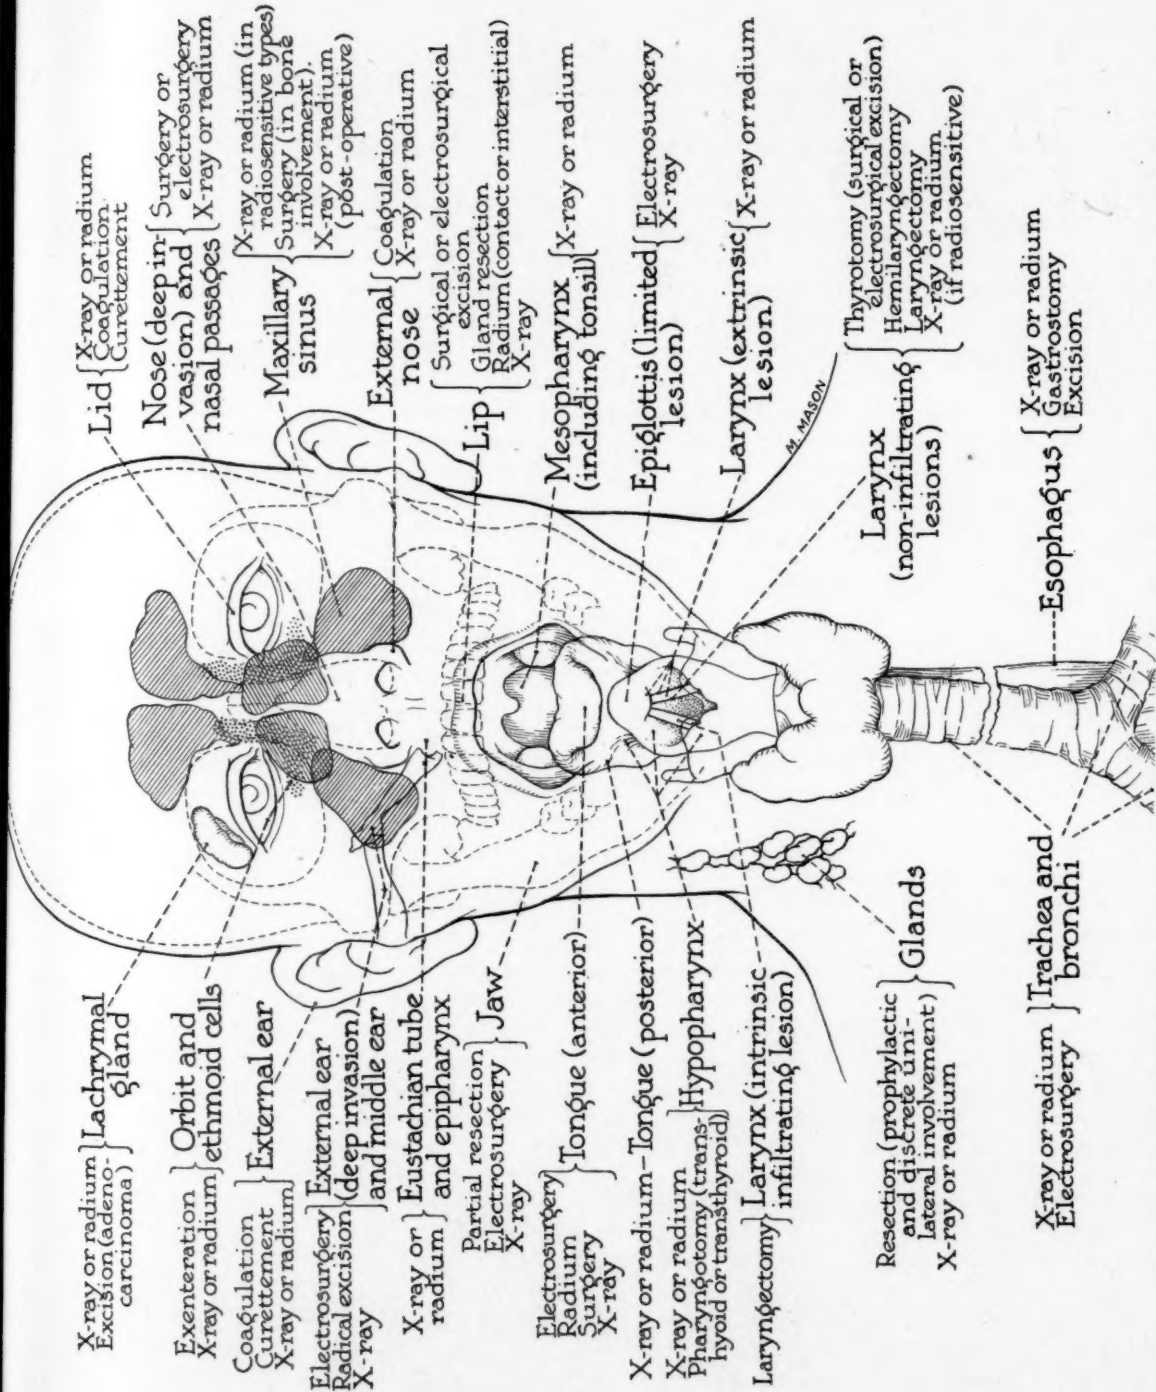 X-ray or radium
Excision (adeno-
carcinoma)
Lachrymal
gland
Exenteration
X-ray or radium
Orbit and
ethmoid cells
Coagulation
Curettement
X-ray or radium
External ear
Electrosurgery
Radical excision
X-ray
External ear
(deep invasion)
and middle ear
X-ray or
radium
Eustachian tube
and epipharynx
Partial resection
Electrosurgery
X-ray
Jaw
Electrosurgery
Radium
Surgery
X-ray
Tongue (anterior)
X-ray or radium – Tongue (posterior)
X-ray or radium
Pharyngotomy (trans-
hyoid or transthyroid)
Hypopharynx
Laryngectomy
Larynx (intrinsic
infiltrating lesion)
Resection (prophylactic
and discrete uni-
lateral involvement)
X-ray or radium
Glands
X-ray or radium
Electrosurgery
Trachea and
bronchi
Lid
X-ray or radium
Coagulation
Curettement
Nose (deep in-
vasion) and
nasal passages
Surgery or
electrosurgery
X-ray or radium
Maxillary
sinus
X-ray or radium (in
radiosensitive types)
Surgery (in bone
involvement).
X-ray or radium
(post-operative)
External
nose
Coagulation
X-ray or radium
Lip
Surgical or electrosurgical
excision
Gland resection
Radium (contact or interstitial)
X-ray
Mesopharynx
(including tonsil)
X-ray or radium
Epiglottis (limited
lesion)
Electrosurgery
X-ray
Larynx (extrinsic
lesion)
X-ray or radium
M. MASON
Larynx
(non-infiltrating
lesions)
Thyrotomy (surgical or
electrosurgical excision)
Hemilaryngectomy
Laryngectomy
X-ray or radium
(if radiosensitive)
Esophagus
X-ray or radium
Gastrostomy
Excision